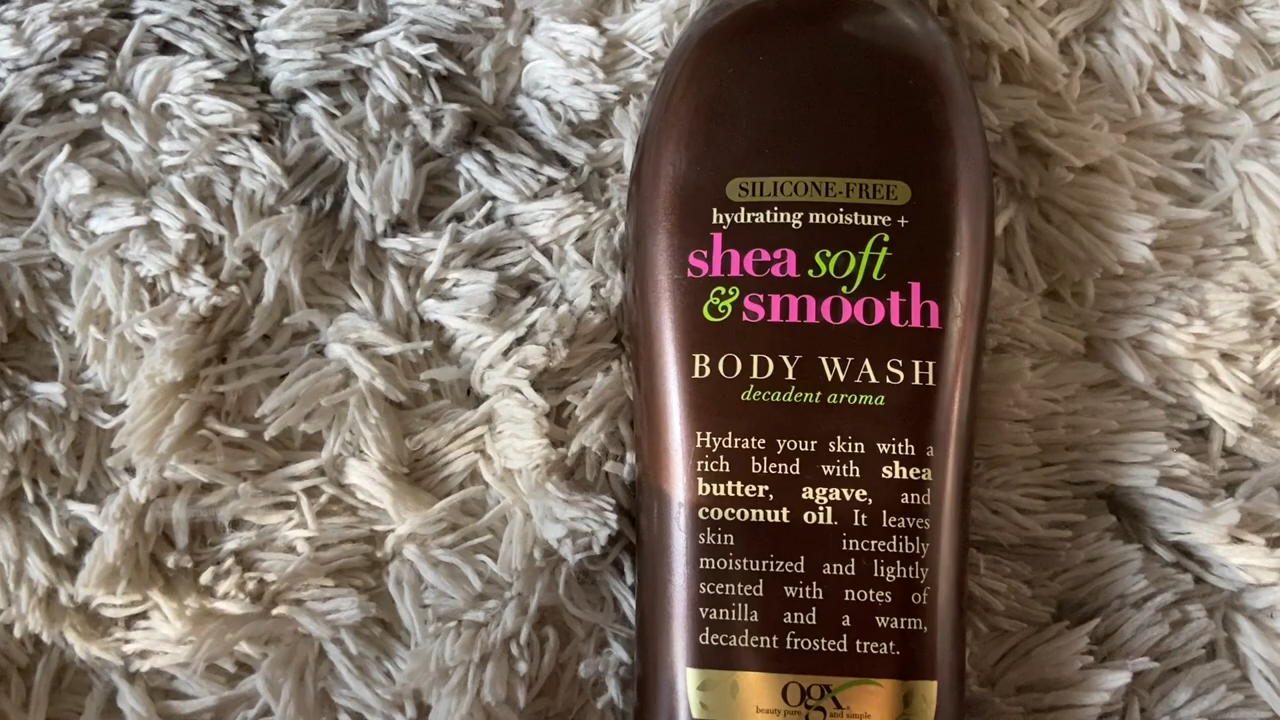 SILICONE-FREE
hydrating moisture +
shea soft
& smooth
BODY WASH
decadent aroma
Hydrate your skin with a
rich blend with shea
butter, agave, and
coconut oil. It leaves
skin incredibly
moisturized and lightly
scented with notes of
vanilla and a warm,
decadent frosted treat.
ogx
beauty pure and simple